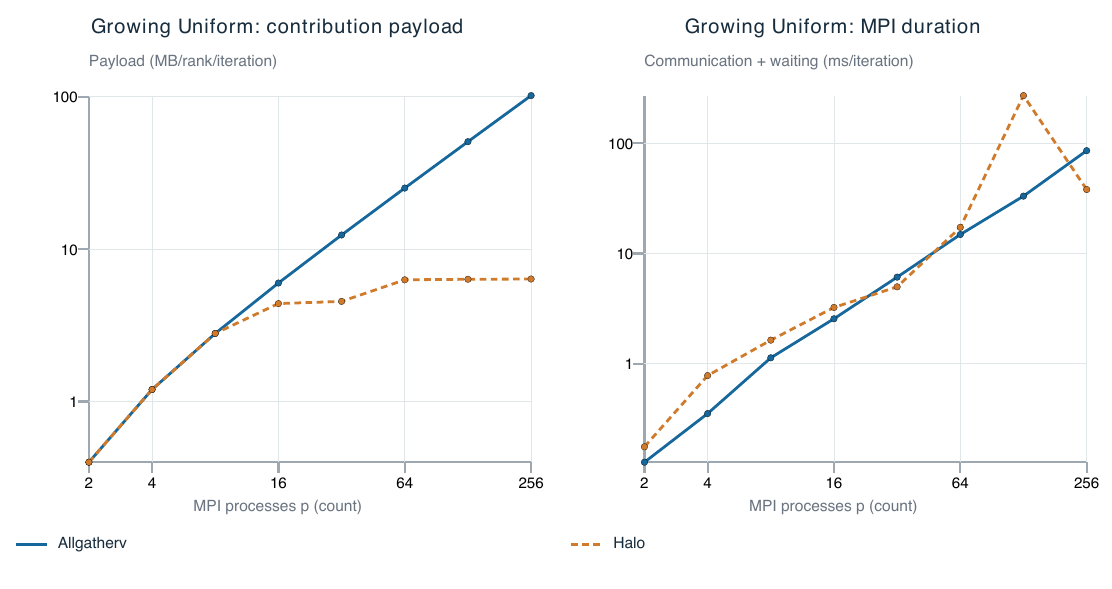 Growing Uniform: contribution payload
Payload (MB/rank/iteration)
100
10
1
2 4 16 64 256
MPI processes p (count)
Allgatherv
Growing Uniform: MPI duration
Communication + waiting (ms/iteration)
100
10
1
2 4 16 64 256
MPI processes p (count)
Halo